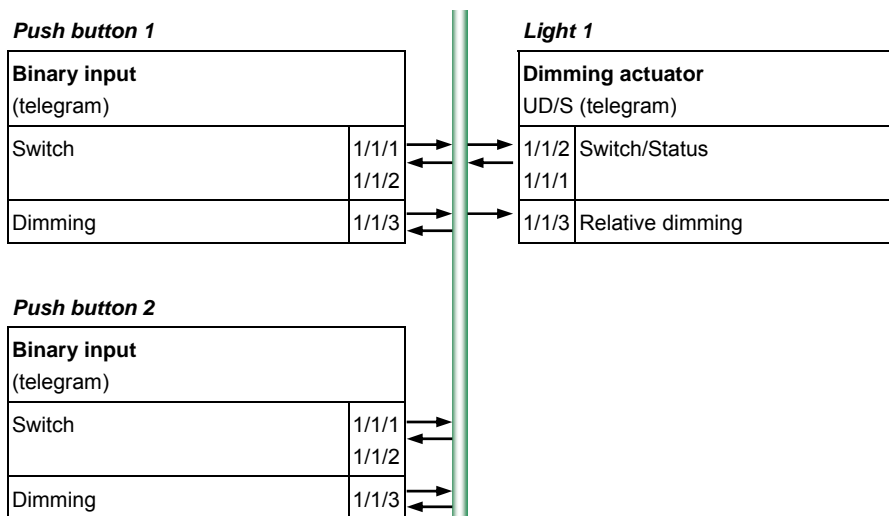 Push button 1
Binary input
(telegram)
Switch 1/1/1
1/1/2
Dimming 1/1/3
Light 1
Dimming actuator
UD/S (telegram)
1/1/2 Switch/Status
1/1/1
1/1/3 Relative dimming
Push button 2
Binary input
(telegram)
Switch 1/1/1
1/1/2
Dimming 1/1/3